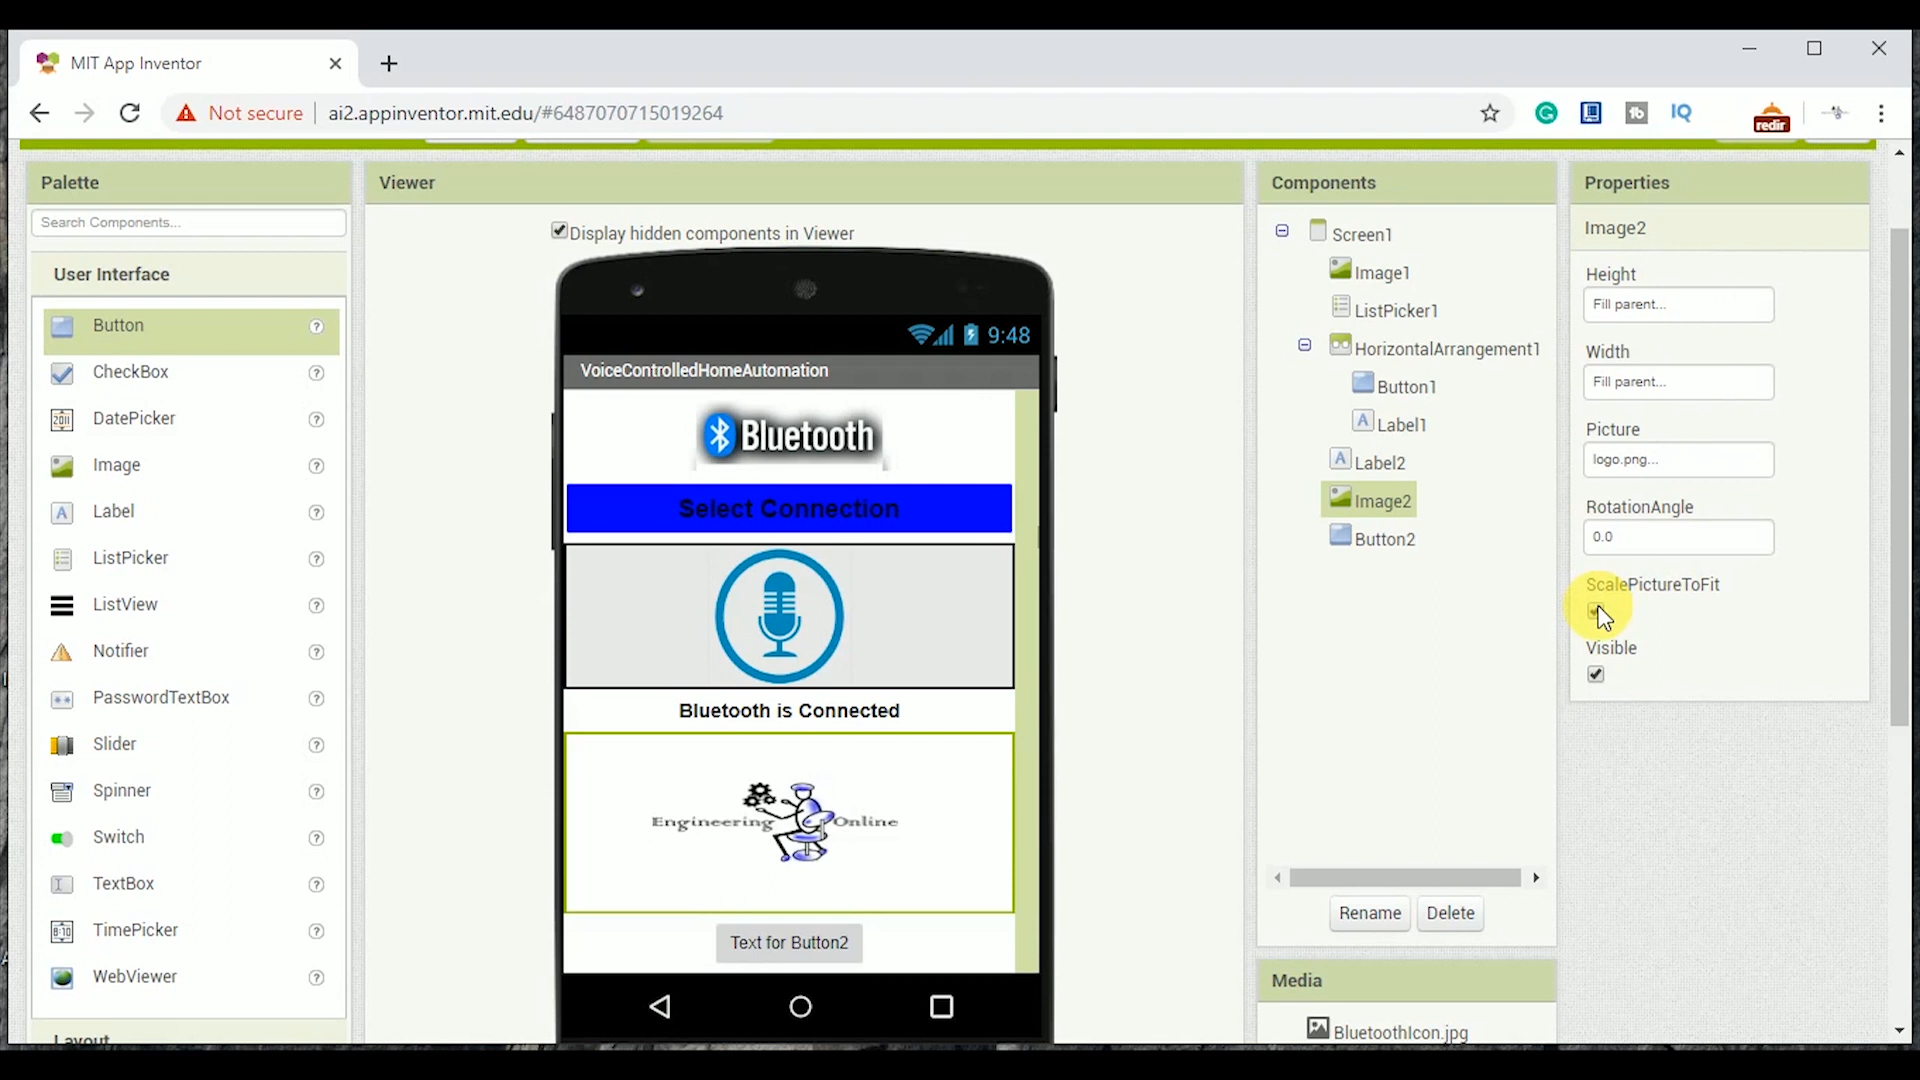 MIT App Inventor
Not secure
ai2.appinventor.mit.edu/#6487070715019264
IQ
redir
Palette
Search Components...
User Interface
Button
CheckBox
DatePicker
Image
Label
ListPicker
ListView
Notifier
PasswordTextBox
Slider
Spinner
Switch
TextBox
TimePicker
WebViewer
Layout
Viewer
Display hidden components in Viewer
9:48
VoiceControlledHomeAutomation
Bluetooth
Select Connection
Bluetooth is Connected
Engineering Online
Text for Button2
Components
Screen1
Image1
ListPicker1
HorizontalArrangement1
Button1
Label1
Label2
Image2
Button2
Rename Delete
Media
BluetoothIcon.jpg
Properties
Image2
Height
Fill parent...
Width
Fill parent...
Picture
logo.png...
RotationAngle
0.0
ScalePictureToFit
Visible